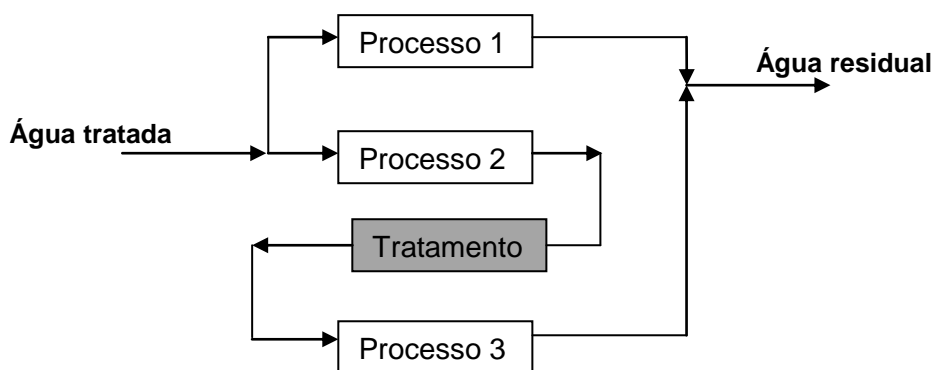 Processo 1
Água residual
Água tratada
Processo 2
Tratamento
Processo 3